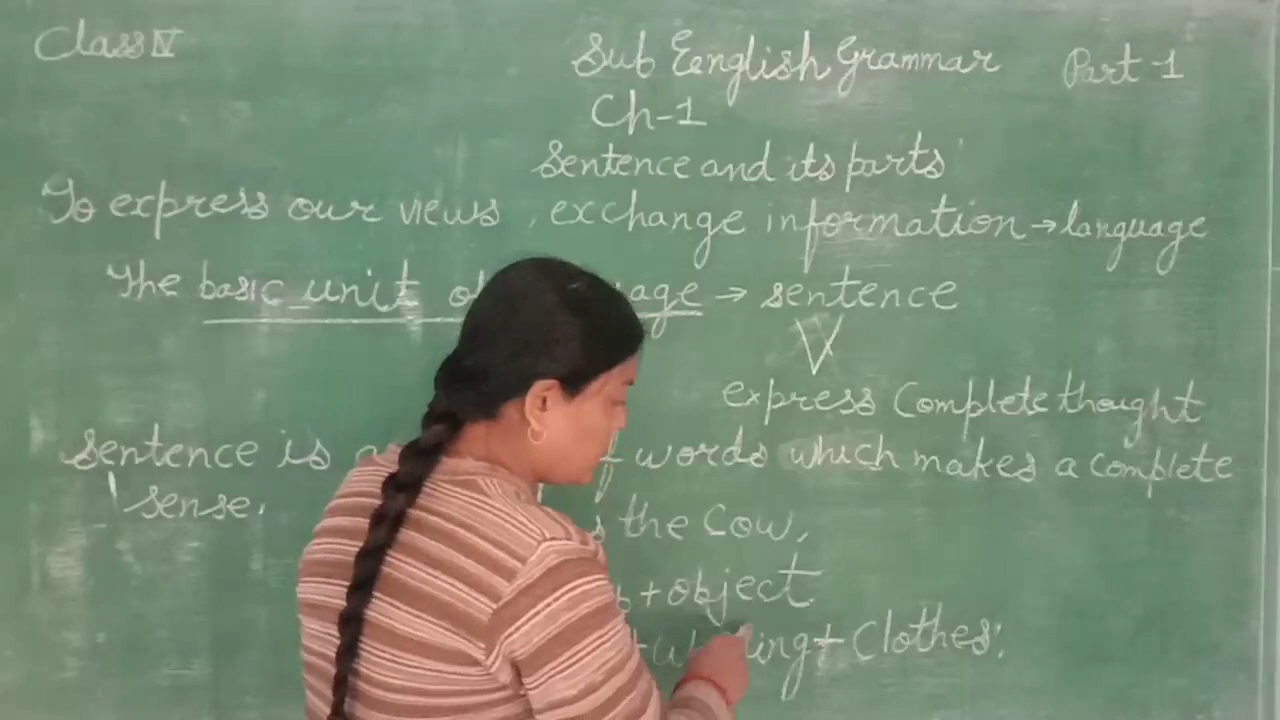 Class IV
Sub Eenglish Grammar Part-1
Ch-1
Sentence and its parts
To express our views, exchange information → language
The basic unit → sentence
express Complete thought
Sentence is words which makes a complete
sense.
the Cow,
+object
+ Clothes.